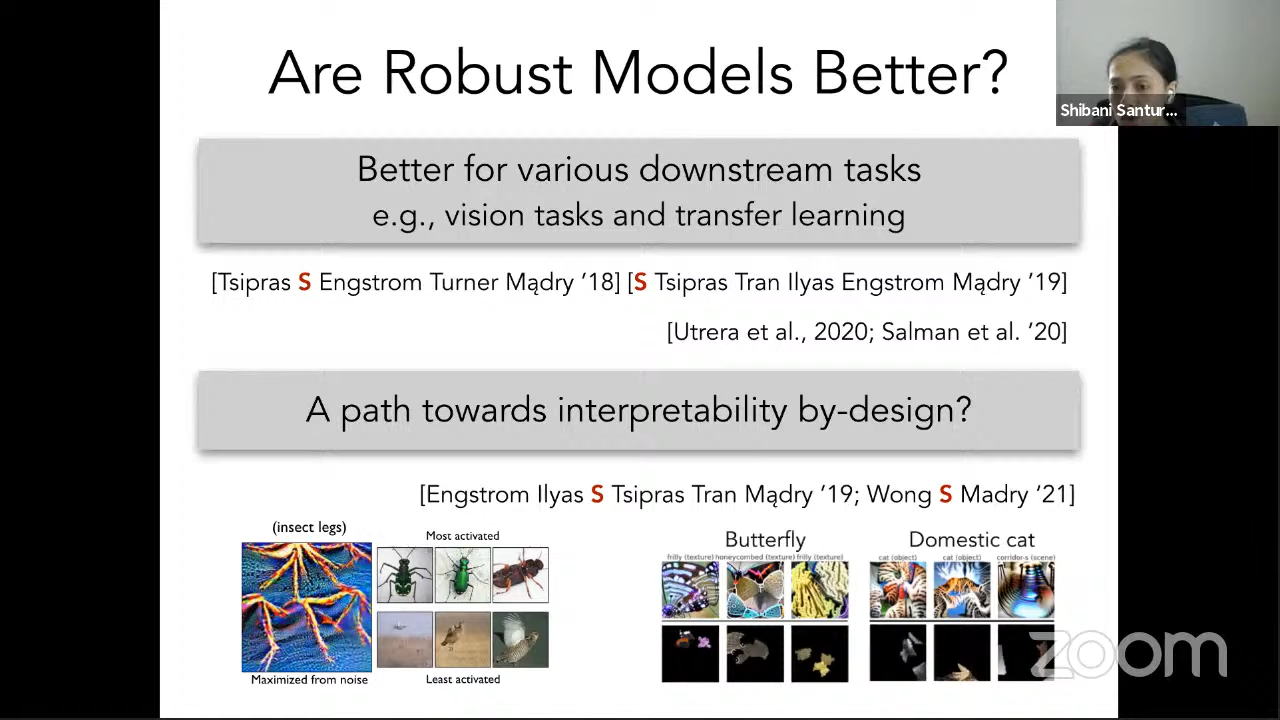 Are Robust Models Better?
Shibani Santur...
Better for various downstream tasks
e.g., vision tasks and transfer learning
[Tsipras S Engstrom Turner Mądry ’18] [S Tsipras Tran Ilyas Engstrom Mądry ’19]
[Utrera et al., 2020; Salman et al. ’20]
A path towards interpretability by-design?
[Engstrom Ilyas S Tsipras Tran Mądry ’19; Wong S Madry ’21]
(insect legs)
Most activated
Maximized from noise
Least activated
Butterfly
frilly (texture) honeycombed (texture) frilly (texture)
Domestic cat
cat (object) cat (object) corridor-s (scene)
zoom